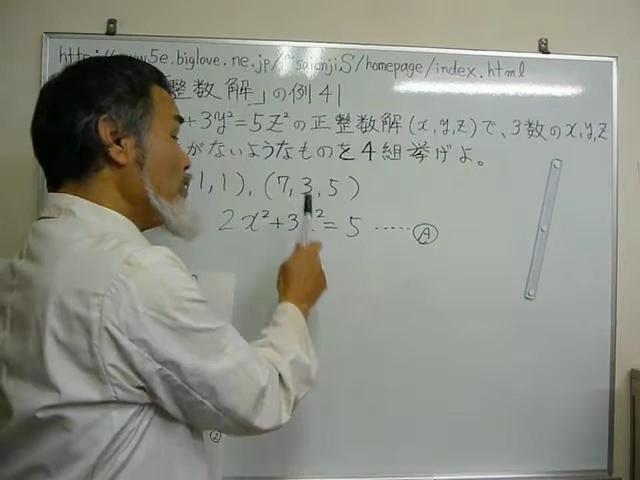 http://www5e.biglove.ne.jp/~saionjiS/homepage/index.html
整数解」の例41
+3y²=5z²の正整数解(x,y,z)で、3数のx,y,z
がないようなものを4組挙げよ。
1,1),(7,3,5)
2x²+3 ²=5 ……Ⓐ